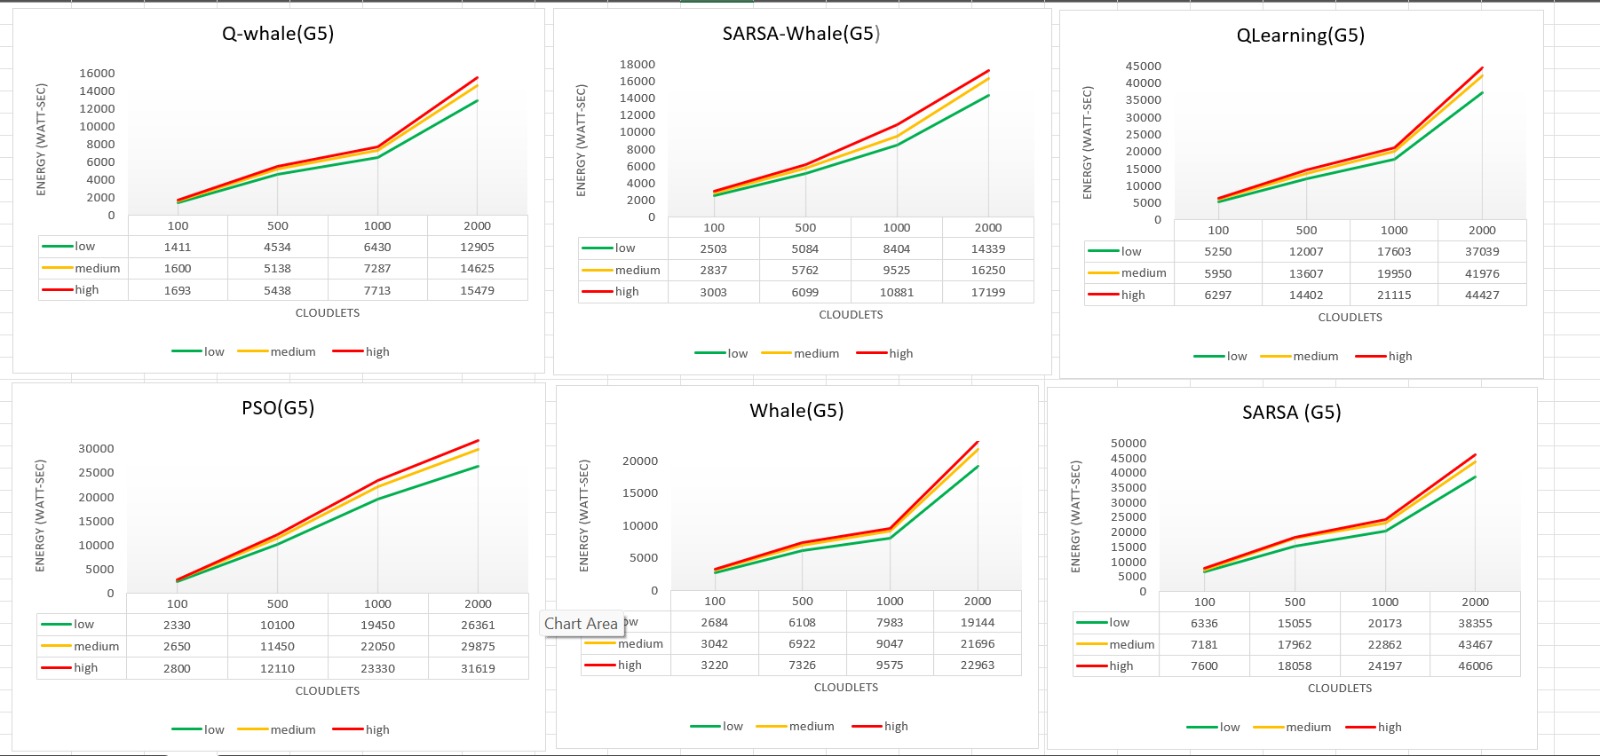 Q-whale(G5)
ENERGY (WATT-SEC)
16000
14000
12000
10000
8000
6000
4000
2000
0
100 500 1000 2000
low 1411 4534 6430 12905
medium 1600 5138 7287 14625
high 1693 5438 7713 15479
CLOUDLETS
low medium high
SARSA-Whale(G5)
ENERGY (WATT-SEC)
18000
16000
14000
12000
10000
8000
6000
4000
2000
0
100 500 1000 2000
low 2503 5084 8404 14339
medium 2837 5762 9525 16250
high 3003 6099 10881 17199
CLOUDLETS
low medium high
QLearning(G5)
ENERGY (WATT-SEC)
45000
40000
35000
30000
25000
20000
15000
10000
5000
0
100 500 1000 2000
low 5250 12007 17603 37039
medium 5950 13607 19950 41976
high 6297 14402 21115 44427
CLOUDLETS
low medium high
PSO(G5)
ENERGY (WATT-SEC)
30000
25000
20000
15000
10000
5000
0
100 500 1000 2000
low 2330 10100 19450 26361
medium 2650 11450 22050 29875
high 2800 12110 23330 31619
CLOUDLETS
low medium high
Whale(G5)
ENERGY (WATT-SEC)
20000
15000
10000
5000
0
100 500 1000 2000
Chart Area
ow 2684 6108 7983 19144
medium 3042 6922 9047 21696
high 3220 7326 9575 22963
CLOUDLETS
low medium high
SARSA (G5)
ENERGY (WATT-SEC)
50000
45000
40000
35000
30000
25000
20000
15000
10000
5000
0
100 500 1000 2000
low 6336 15055 20173 38355
medium 7181 17962 22862 43467
high 7600 18058 24197 46006
CLOUDLETS
low medium high